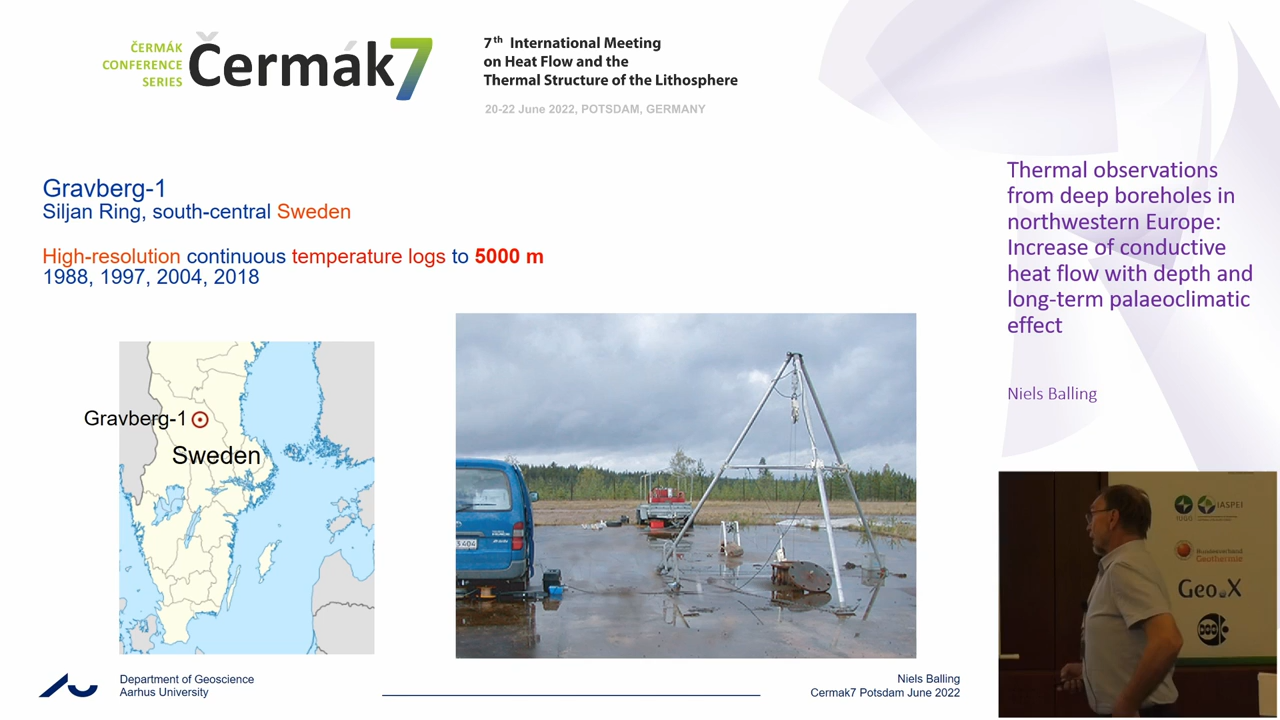 ČERMÁK
CONFERENCE
SERIES
Čermák7
7th International Meeting
on Heat Flow and the
Thermal Structure of the Lithosphere
20-22 June 2022, POTSDAM, GERMANY
Gravberg-1
Siljan Ring, south-central Sweden
High-resolution continuous temperature logs to 5000 m
1988, 1997, 2004, 2018
Gravberg-1
Sweden
Department of Geoscience
Aarhus University
Niels Balling
Cermak7 Potsdam June 2022
Thermal observations
from deep boreholes in
northwestern Europe:
Increase of conductive
heat flow with depth and
long-term palaeoclimatic
effect
Niels Balling
IUGG
IASPEI
Bundesverband
Geothermie
Geo.X